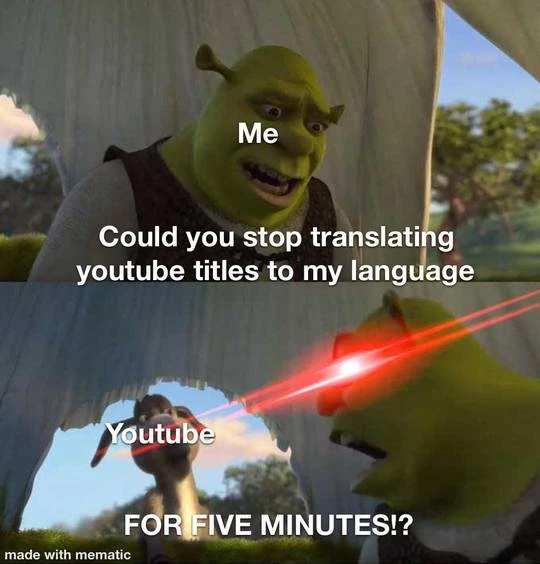 Me
Could you stop translating
youtube titles to my language
Youtube
FOR FIVE MINUTES!?
made with mematic